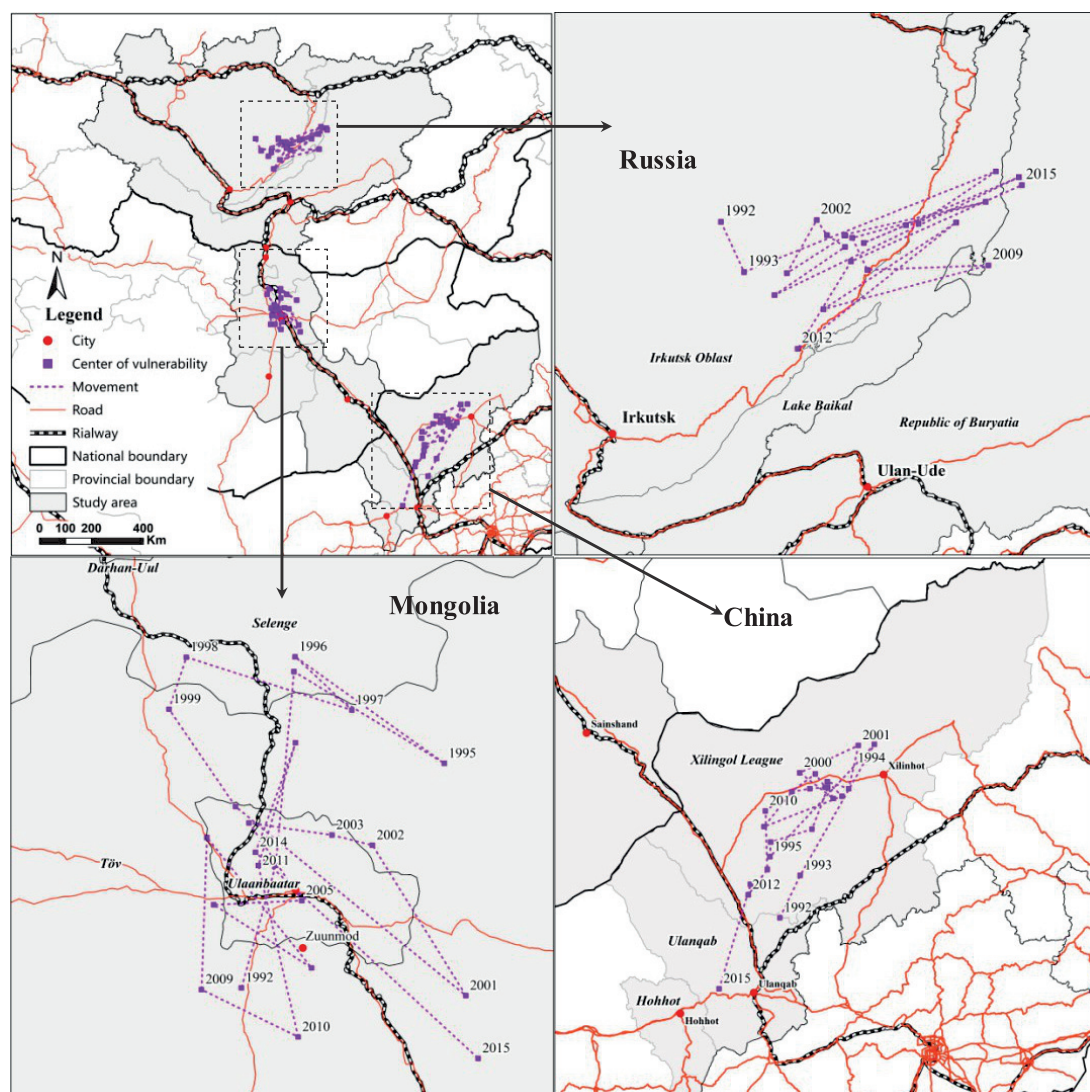 N
Legend
City
Center of vulnerability
Movement
Road
Rialway
National boundary
Provincial boundary
Study area
0 100 200 400
Km
Russia
1992
2002
2015
1993
2009
2012
Irkutsk Oblast
Lake Baikal
Irkutsk
Republic of Buryatia
Ulan-Ude
Darhan-Uul
Mongolia
Selenge
1998
1996
1999
1997
1995
2003
2002
2014
2011
Töv
Ulaanbaatar
2005
Zuunmod
2009
1992
2001
2010
2015
China
Sainshand
2001
Xilingol League
2000
1994
Xilinhot
2010
1995
1993
2012
1992
Ulanqab
2015
Ulanqab
Hohhot
Hohhot